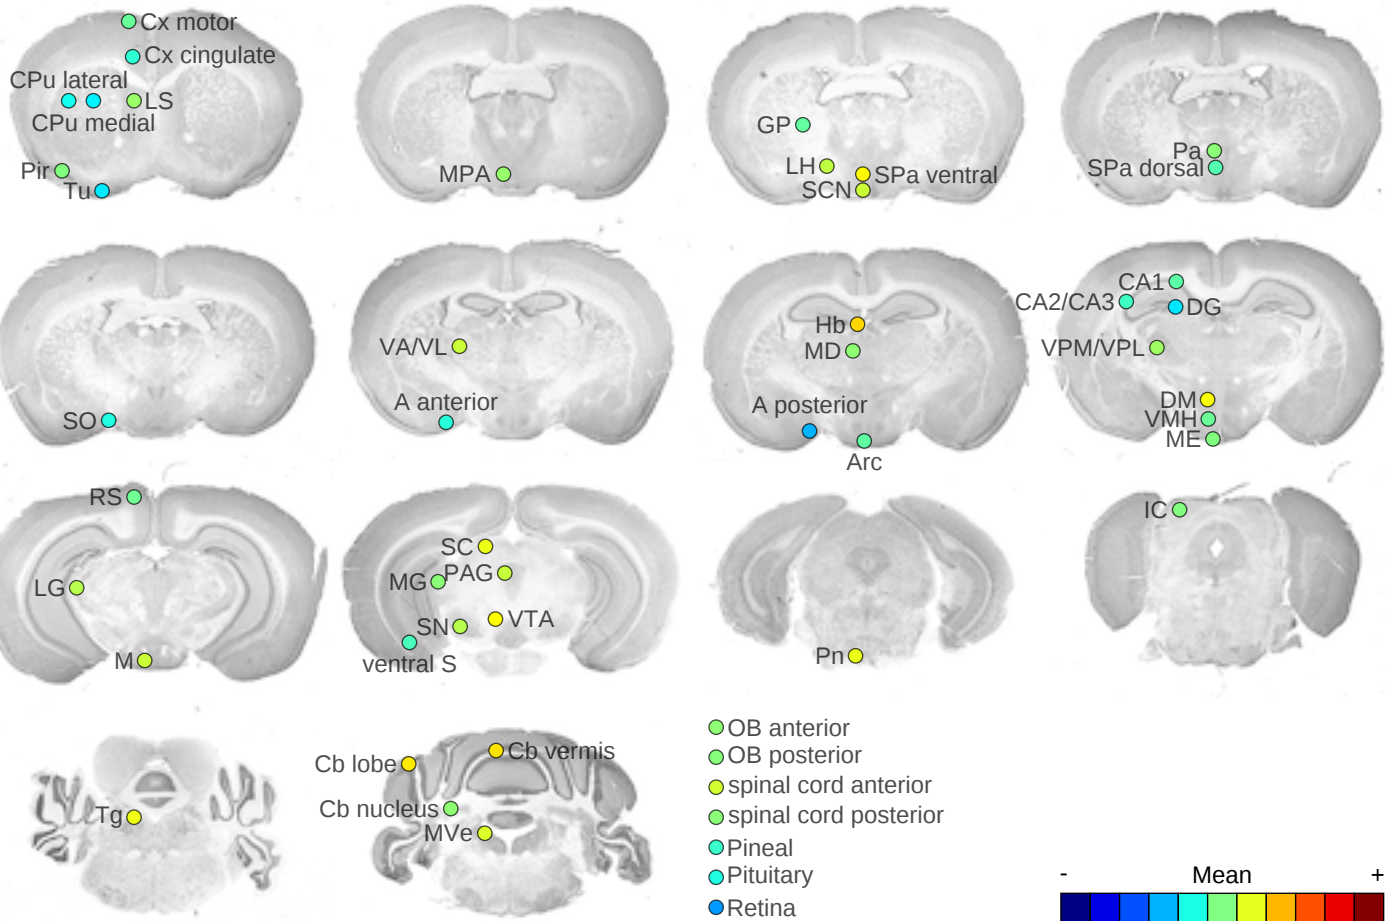 Cx motor
Cx cingulate
CPu lateral
LS
CPu medial
Pir
Tu
MPA
GP
LH
SPa ventral
SCN
Pa
SPa dorsal
SO
VA/VL
A anterior
Hb
MD
A posterior
Arc
CA1
CA2/CA3
DG
VPM/VPL
DM
VMH
ME
RS
LG
M
SC
MG
PAG
SN
VTA
ventral S
Pn
IC
Tg
Cb lobe
Cb vermis
Cb nucleus
MVe
OB anterior
OB posterior
spinal cord anterior
spinal cord posterior
Pineal
Pituitary
Retina
- Mean +